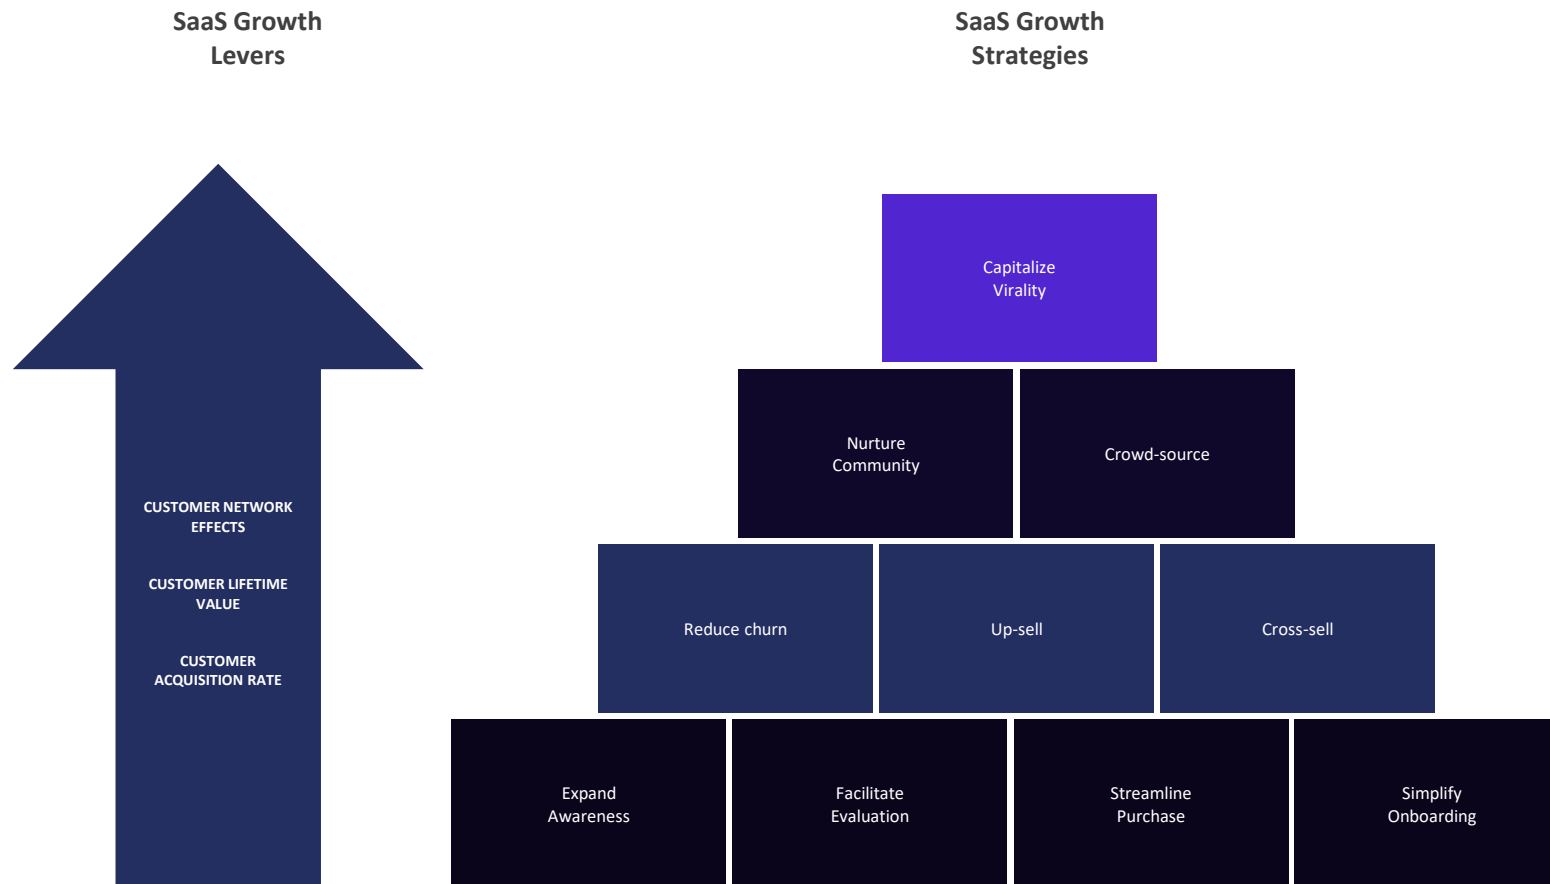 SaaS Growth
Levers
SaaS Growth
Strategies
CUSTOMER NETWORK
EFFECTS
CUSTOMER LIFETIME
VALUE
CUSTOMER
ACQUISITION RATE
Capitalize
Virality
Nurture
Community
Crowd-source
Reduce churn
Up-sell
Cross-sell
Expand
Awareness
Facilitate
Evaluation
Streamline
Purchase
Simplify
Onboarding